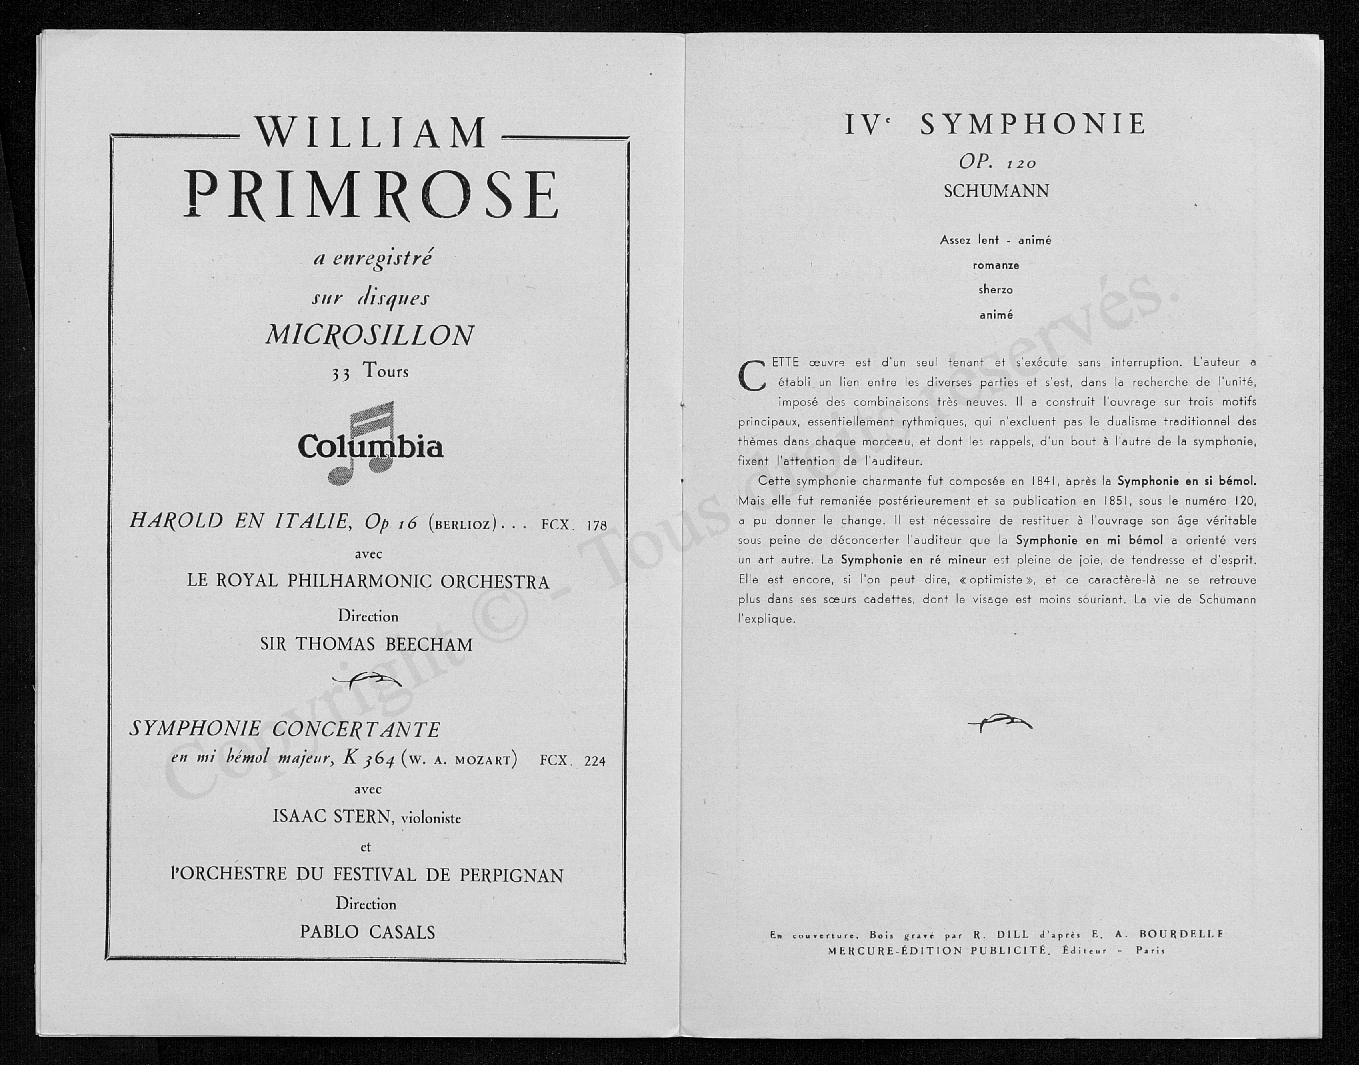 WILLIAM
PRIMROSE
a enregistré
sur disques
MICROSILLON
33 Tours
Columbia
HAROLD EN ITALIE, Op 16 (BERLIOZ)... FCX. 178
avec
LE ROYAL PHILHARMONIC ORCHESTRA
Direction
SIR THOMAS BEECHAM
SYMPHONIE CONCERTANTE
en mi bémol majeur, K 364 (W. A. MOZART) FCX. 224
avec
ISAAC STERN, violoniste
et
l'ORCHESTRE DU FESTIVAL DE PERPIGNAN
Direction
PABLO CASALS
IVe SYMPHONIE
OP. 120
SCHUMANN
Assez lent - animé
romanze
sherzo
animé
CETTE œuvre est d'un seul tenant et s'exécute sans interruption. L'auteur a
établi un lien entre les diverses parties et s'est, dans la recherche de l'unité,
imposé des combinaisons très neuves. Il a construit l'ouvrage sur trois motifs
principaux, essentiellement rythmiques, qui n'excluent pas le dualisme traditionnel des
thèmes dans chaque morceau, et dont les rappels, d'un bout à l'autre de la symphonie,
fixent l'attention de l'auditeur.
Cette symphonie charmante fut composée en 1841, après la Symphonie en si bémol.
Mais elle fut remaniée postérieurement et sa publication en 1851, sous le numéro 120,
a pu donner le change. Il est nécessaire de restituer à l'ouvrage son âge véritable
sous peine de déconcerter l'auditeur que la Symphonie en mi bémol a orienté vers
un art autre. La Symphonie en ré mineur est pleine de joie, de tendresse et d'esprit.
Elle est encore, si l'on peut dire, « optimiste », et ce caractère-là ne se retrouve
plus dans ses sœurs cadettes, dont le visage est moins souriant. La vie de Schumann
l'explique.
En couverture, Bois gravé par R. DILL d'après E. A. BOURDELLE
MERCURE-ÉDITION PUBLICITÉ, Éditeur - Paris
Copyright © - Tous droits réservés.